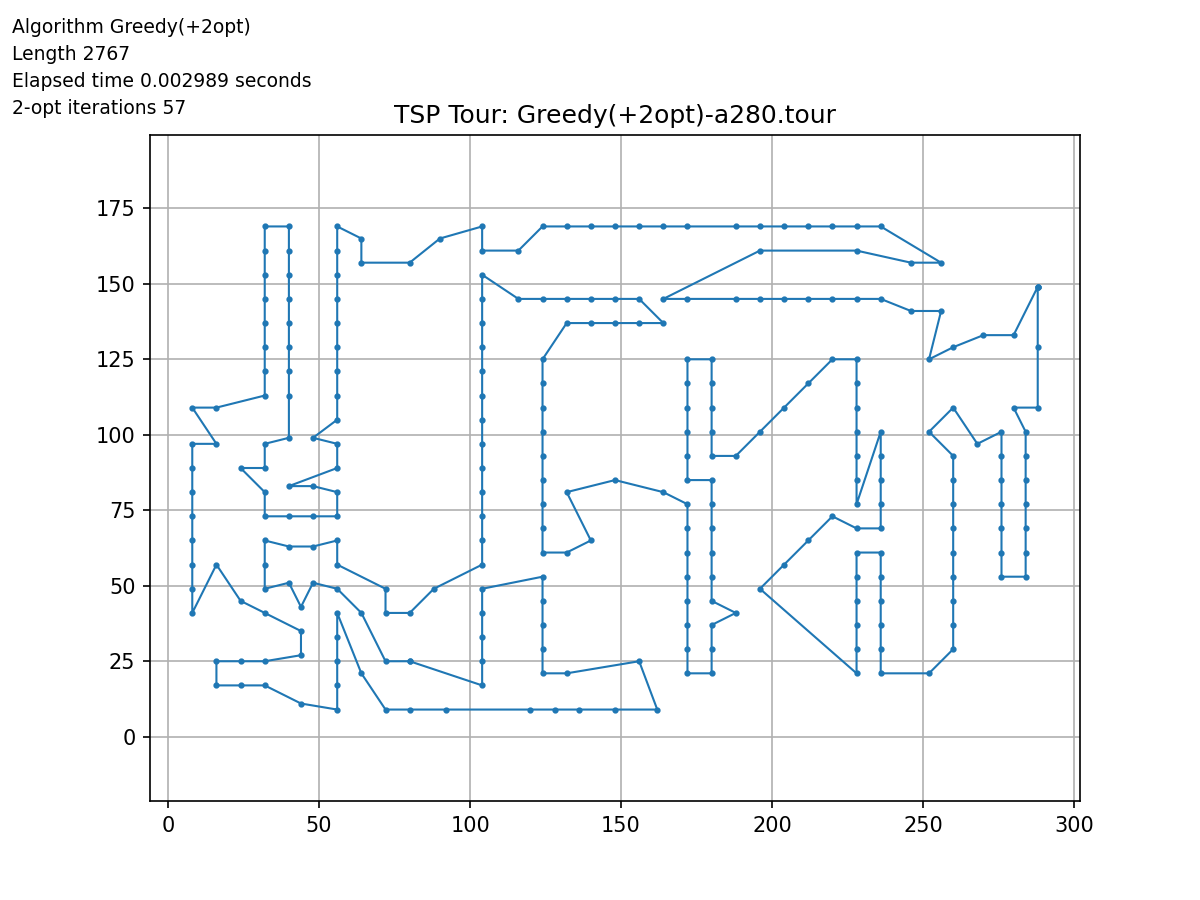 Algorithm Greedy(+2opt)
Length 2767
Elapsed time 0.002989 seconds
2-opt iterations 57
TSP Tour: Greedy(+2opt)-a280.tour
175
150
125
100
75
50
25
0
0 50 100 150 200 250 300